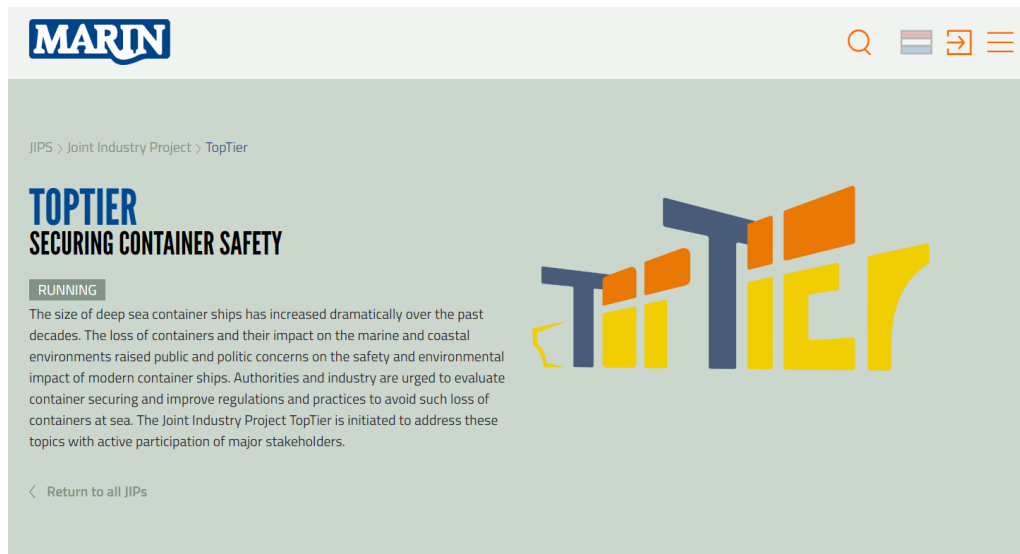 MARIN
JIPS > Joint Industry Project > TopTier
TOPTIER
SECURING CONTAINER SAFETY
RUNNING
The size of deep sea container ships has increased dramatically over the past
decades. The loss of containers and their impact on the marine and coastal
environments raised public and politic concerns on the safety and environmental
impact of modern container ships. Authorities and industry are urged to evaluate
container securing and improve regulations and practices to avoid such loss of
containers at sea. The Joint Industry Project TopTier is initiated to address these
topics with active participation of major stakeholders.
< Return to all JIPs
TopTier